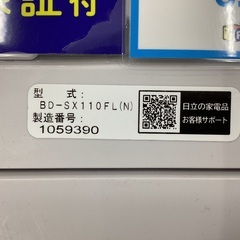 証付
型 式:
BD-SX110FL(N)
製造番号:
1059390
日立の家電品
お客様サポート